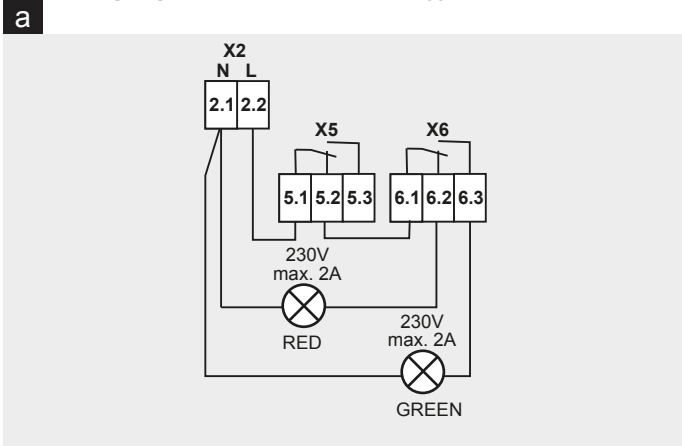 a
X2
N L
2.1 2.2
X5 X6
5.1 5.2 5.3 6.1 6.2 6.3
230V
max. 2A
RED
230V
max. 2A
GREEN